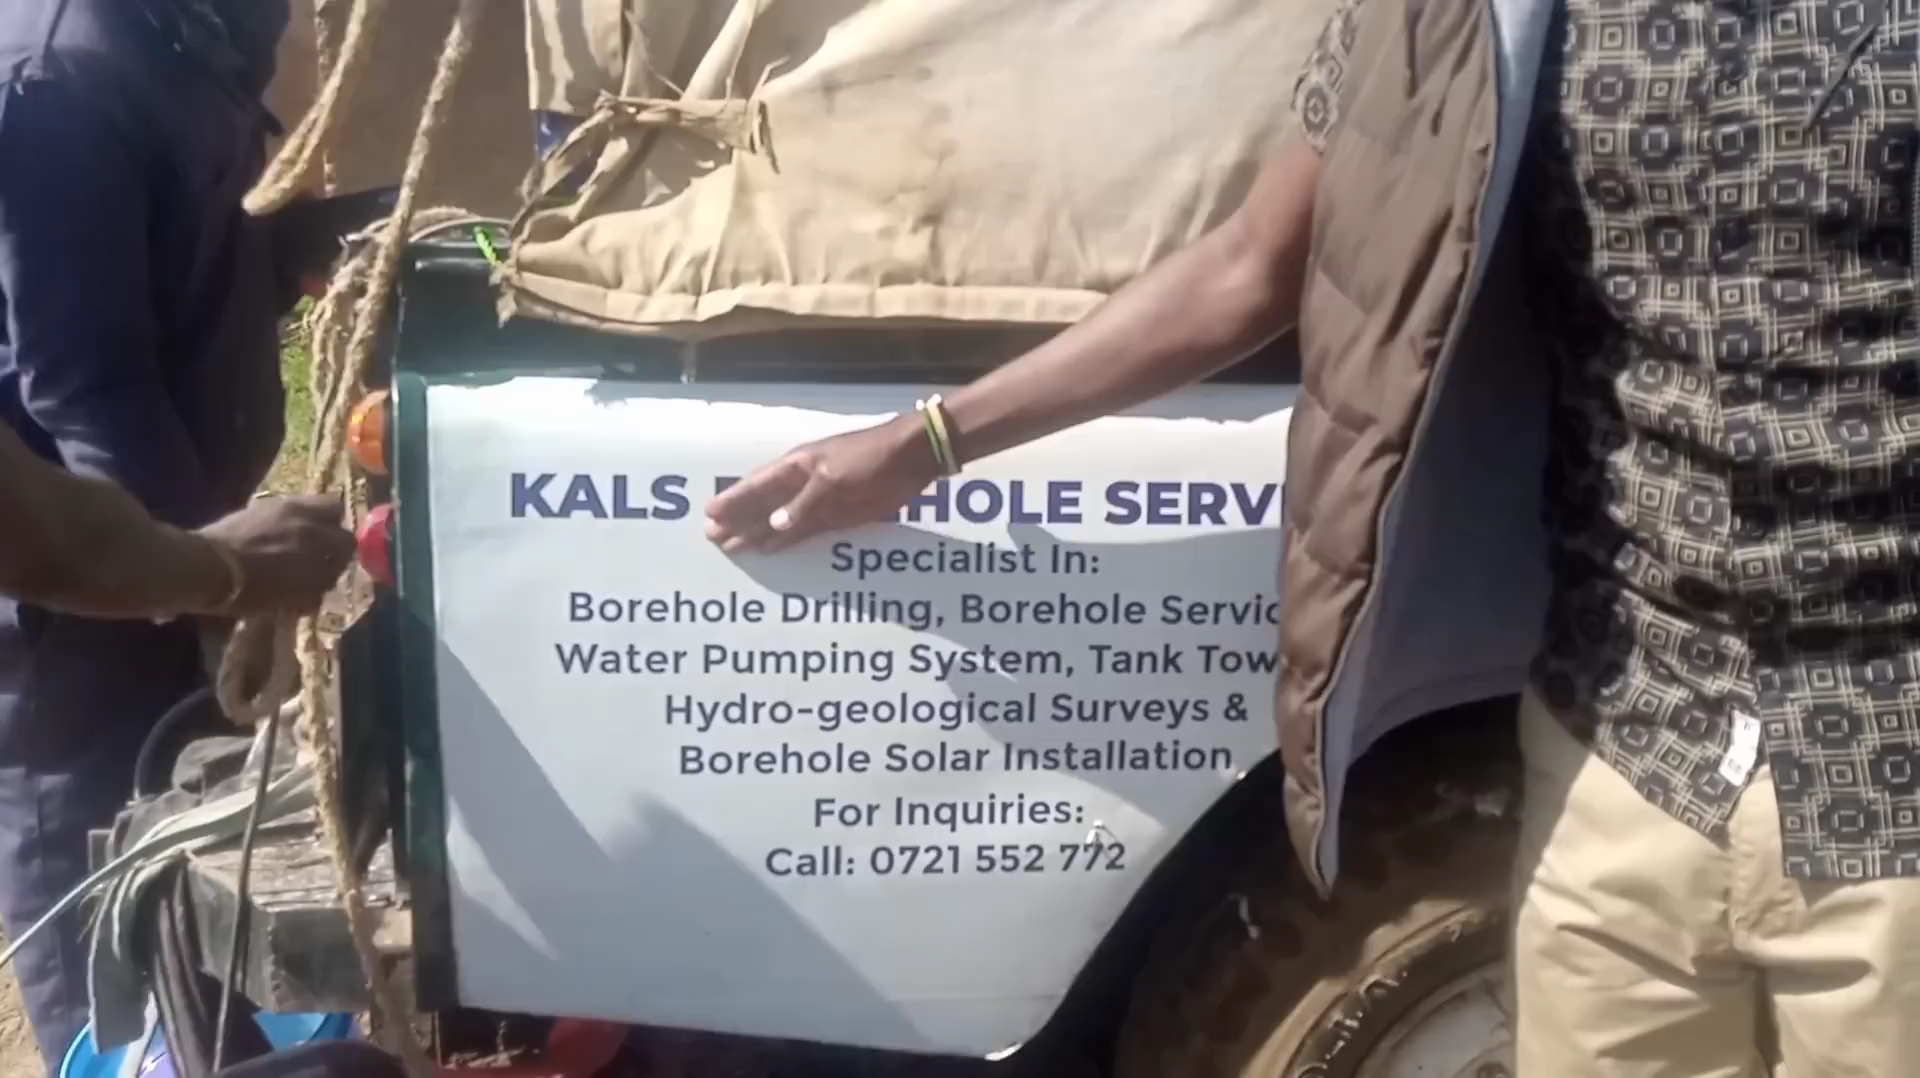 KALS HOLE SERV
Specialist In:
Borehole Drilling, Borehole Servic
Water Pumping System, Tank Tow
Hydro-geological Surveys &
Borehole Solar Installation
For Inquiries:
Call: 0721 552 772